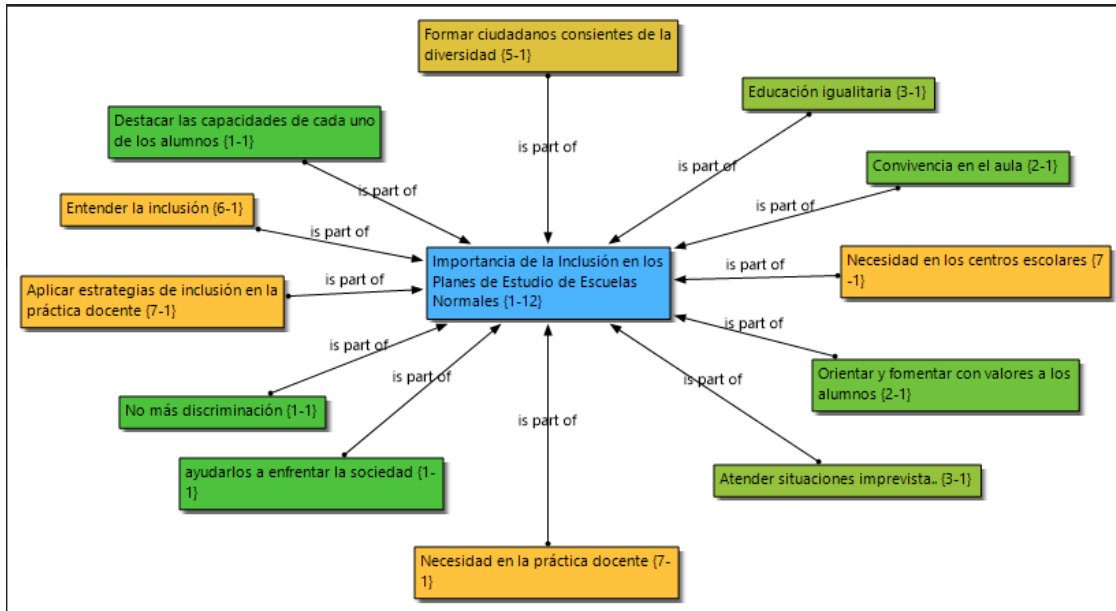 Formar ciudadanos consientes de la
diversidad {5-1}
Educación igualitaria {3-1}
Destacar las capacidades de cada uno
de los alumnos {1-1}
is part of
is part of
Convivencia en el aula {2-1}
is part of
is part of
Entender la inclusión {6-1}
is part of
Importancia de la Inclusión en los
Planes de Estudio de Escuelas
Normales {1-12}
Necesidad en los centros escolares {7
-1}
is part of
Aplicar estrategias de inclusión en la
práctica docente {7-1}
is part of
is part of
No más discriminación {1-1}
is part of
is part of
Orientar y fomentar con valores a los
alumnos {2-1}
is part of
is part of
ayudarlos a enfrentar la sociedad {1-
1}
Atender situaciones imprevista.. {3-1}
Necesidad en la práctica docente {7-
1}